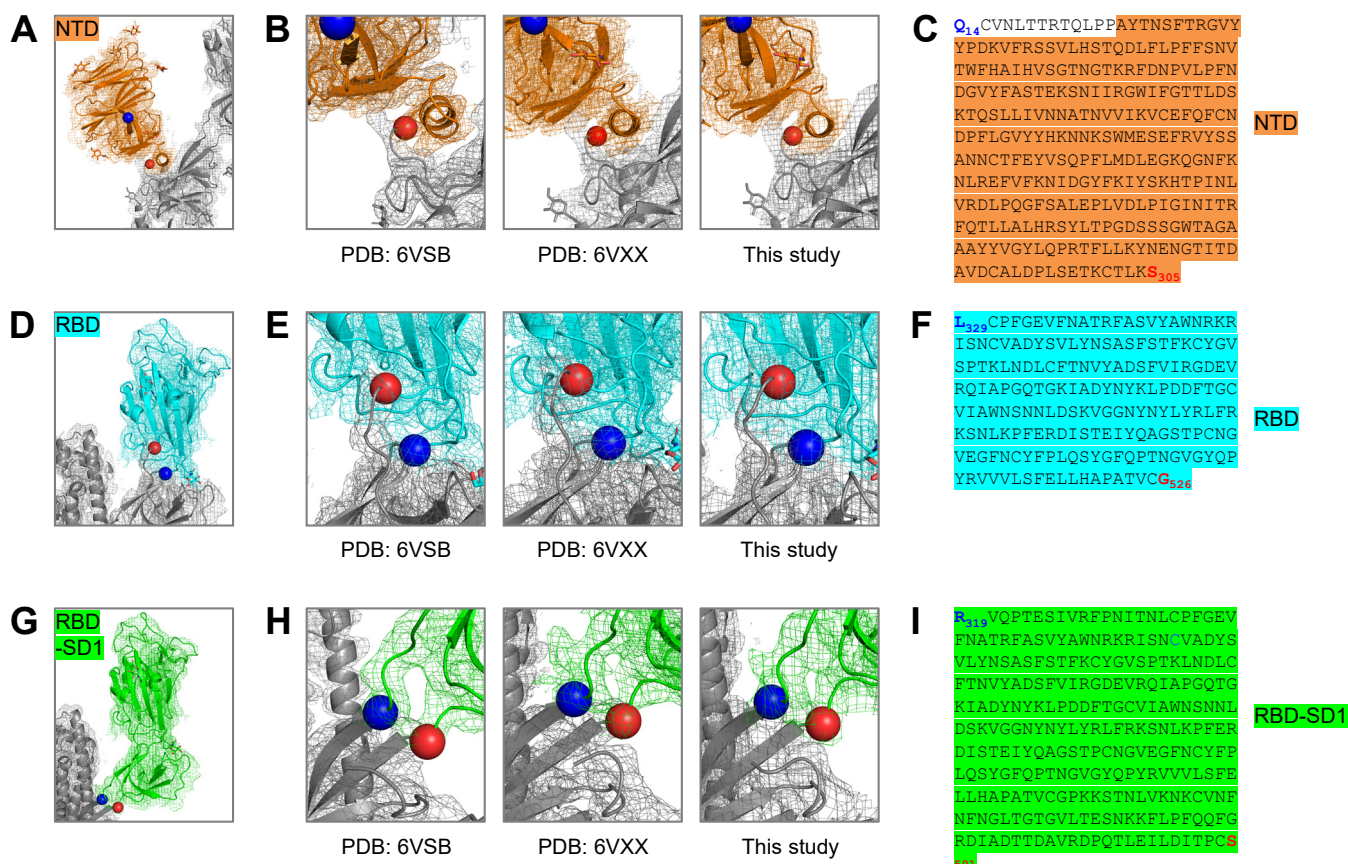 A
NTD
B
PDB: 6VSB
PDB: 6VXX
This study
C
Q14CVNLTTRTQLPPAYTNSFTRGVY
YPDKVFRSSVLHSTQDLFLPFFSNV
TWFHAIHVSGTNGTKRFDNPVLPFN
DGVYFASTEKSNIIRGWIFGTTLDS
KTQSLLIVNNATNVVIKVCEFQFCN
DPFLGVYYHKNNKSWMESEFRVYSS
ANNCTFEYVSQPFLMDLEGKQGNFK
NLREFVFKNIDGYFKIYSKHTPINL
VRDLPQGFSALEPLVDLPIGINITR
FQTLLALHRSYLTPGDSSSGWTAGA
AAYYVGYLQPRTFLLKYNENGTITD
AVDCALDPLSETKCTLKS305
NTD
D
RBD
E
PDB: 6VSB
PDB: 6VXX
This study
F
L329CPFGEVFNATRFASVYAWNRKR
ISNCVADYSVLYNSASFSTFKCYGV
SPTKLNDLCFTNVYADSFVIRGDEV
RQIAPGQTGKIADYNYKLPDDFTGC
VIAWNSNNLDSKVGGNYNYLYRLFR
KSNLKPFERDISTEIYQAGSTPCNG
VEGFNCYFPLQSYGFQPTNGVGYQP
YRVVVLSFELLHAPATVCG526
RBD
G
RBD
-SD1
H
PDB: 6VSB
PDB: 6VXX
This study
I
R319VQPTESIVRFPNITNLCPFGEV
FNATRFASVYAWNRKRISNCVADYS
VLYNSASFSTFKCYGVSPTKLNDLC
FTNVYADSFVIRGDEVRQIAPGQTG
KIADYNYKLPDDFTGCVIAWNSNNL
DSKVGGNYNYLYRLFRKSNLKPFER
DISTEIYQAGSTPCNGVEGFNCYFP
LQSYGFQPTNGVGYQPYRVVVLSFE
LLHAPATVCGPKKSTNLVKNKCVNF
NFNGLTGTGVLTESNKKFLPFQQFG
RDIADTTDAVRDPQTLEILDITPCS
591
RBD-SD1